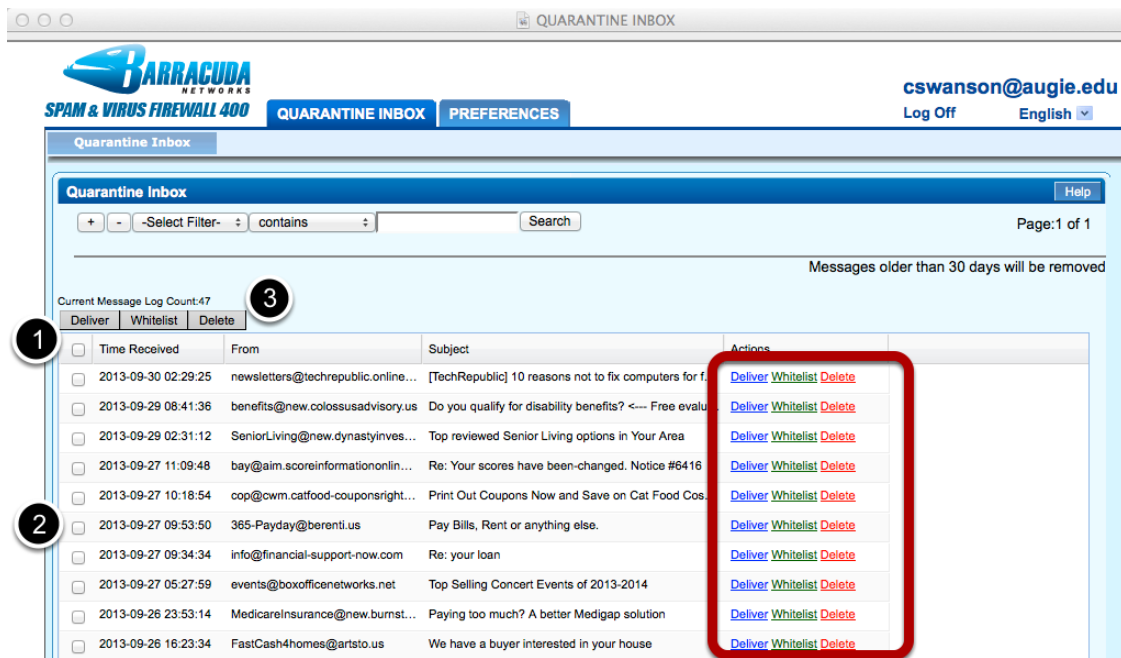 QUARANTINE INBOX
BARRACUDA
NETWORKS
SPAM & VIRUS FIREWALL 400
QUARANTINE INBOX PREFERENCES
cswanson@augie.edu
Log Off English
Quarantine Inbox
Quarantine Inbox Help
+ - -Select Filter- contains Search Page:1 of 1
Messages older than 30 days will be removed
Current Message Log Count:47
3
Deliver Whitelist Delete
1
Time Received From Subject Actions
2013-09-30 02:29:25 newsletters@techrepublic.online... [TechRepublic] 10 reasons not to fix computers for f... Deliver Whitelist Delete
2013-09-29 08:41:36 benefits@new.colossusadvisory.us Do you qualify for disability benefits? <--- Free evalu... Deliver Whitelist Delete
2013-09-29 02:31:12 SeniorLiving@new.dynastyinves... Top reviewed Senior Living options in Your Area Deliver Whitelist Delete
2013-09-27 11:09:48 bay@aim.scoreinformationonlin... Re: Your scores have been-changed. Notice #6416 Deliver Whitelist Delete
2013-09-27 10:18:54 cop@cwm.catfood-couponsright... Print Out Coupons Now and Save on Cat Food Cos... Deliver Whitelist Delete
2
2013-09-27 09:53:50 365-Payday@berenti.us Pay Bills, Rent or anything else. Deliver Whitelist Delete
2013-09-27 09:34:34 info@financial-support-now.com Re: your loan Deliver Whitelist Delete
2013-09-27 05:27:59 events@boxofficenetworks.net Top Selling Concert Events of 2013-2014 Deliver Whitelist Delete
2013-09-26 23:53:14 MedicareInsurance@new.burnst... Paying too much? A better Medigap solution Deliver Whitelist Delete
2013-09-26 16:23:34 FastCash4homes@artsto.us We have a buyer interested in your house Deliver Whitelist Delete